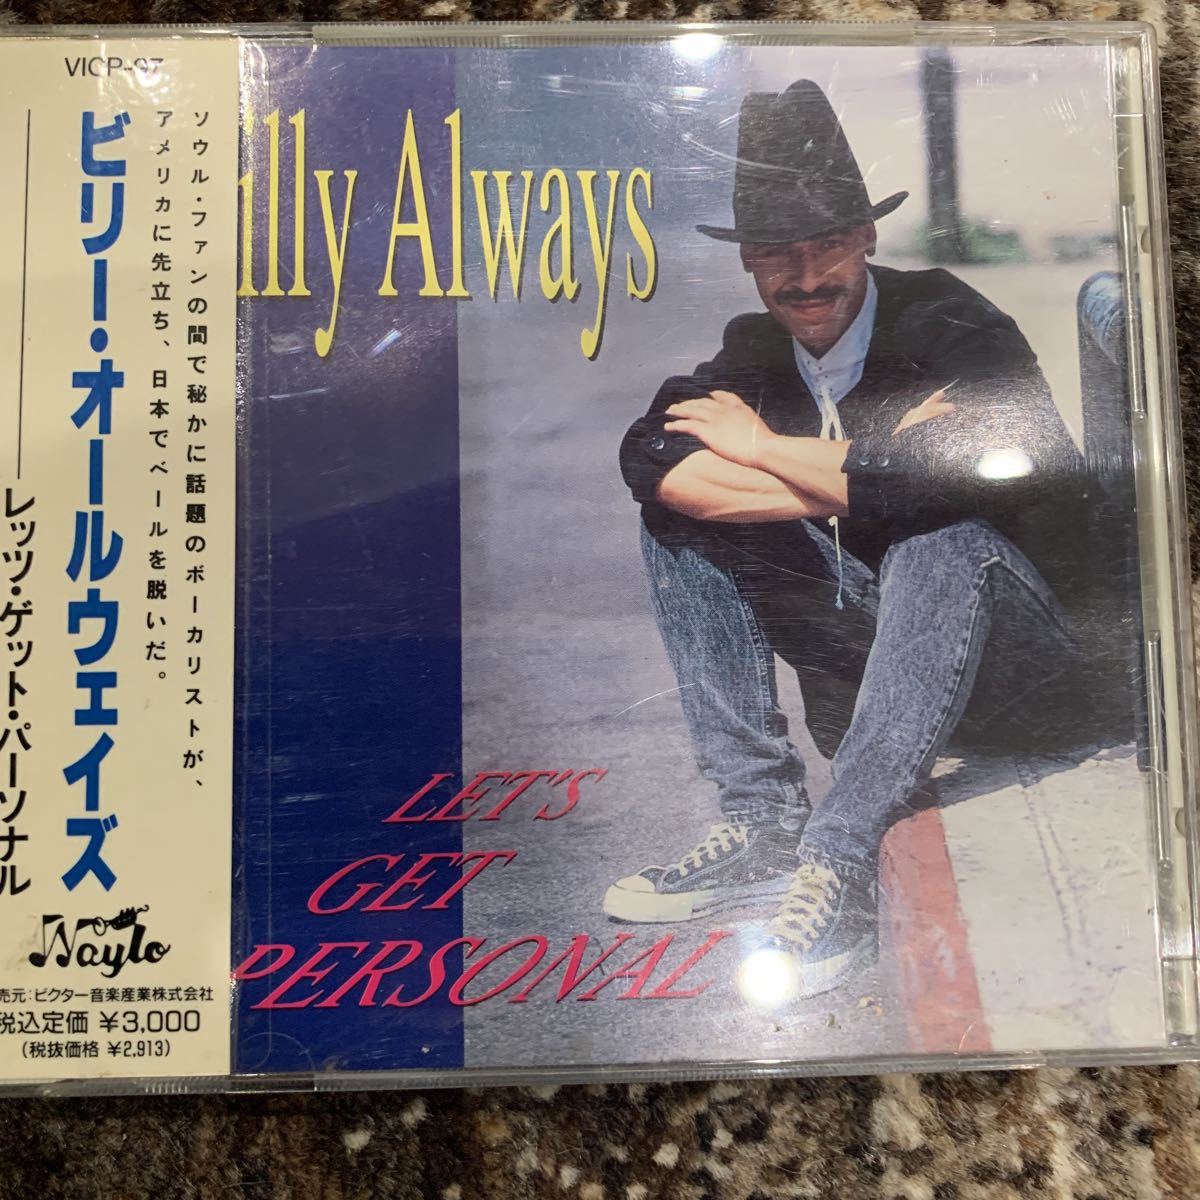 VICP-97
ソウル・ファンの間で秘かに話題のボーカリストが、
アメリカに先立ち、日本でベールを脱いだ。
ビリー・オールウェイズ
レッツ・ゲット・パーソナル
Waylo
売元:ビクター音楽産業株式会社
税込定価 ¥3,000
(税抜価格 ¥2,913)
illy Always
LET'S
GET
PERSONAL